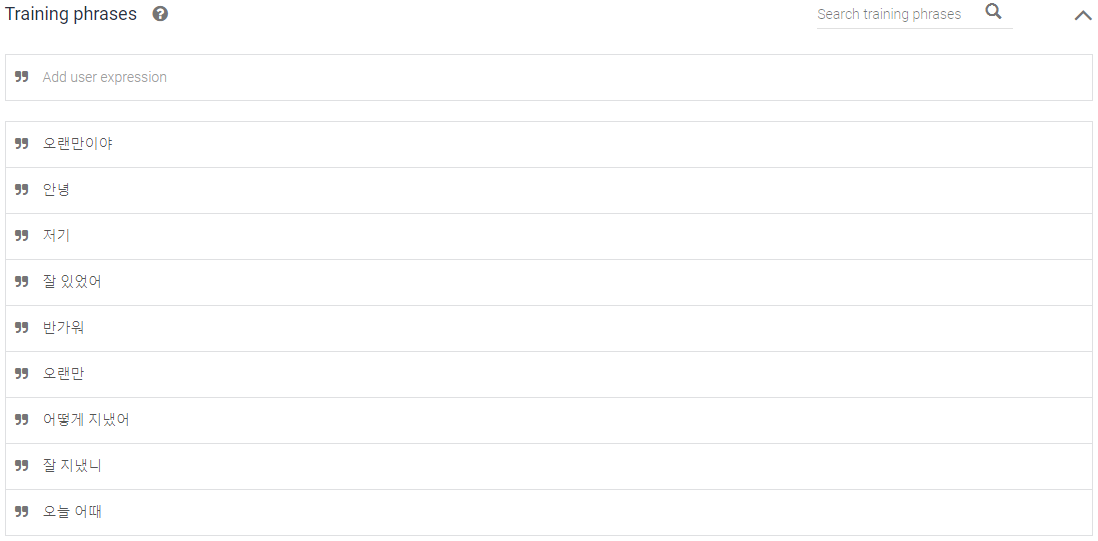 Training phrases
Search training phrases
Add user expression
오랜만이야
안녕
저기
잘 있었어
반가워
오랜만
어떻게 지냈어
잘 지냈니
오늘 어때